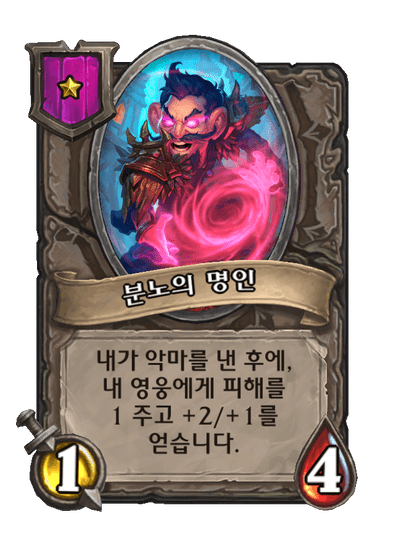 분노의 명인
내가 악마를 낸 후에,
내 영웅에게 피해를
1 주고 +2/+1를
얻습니다.
1
4